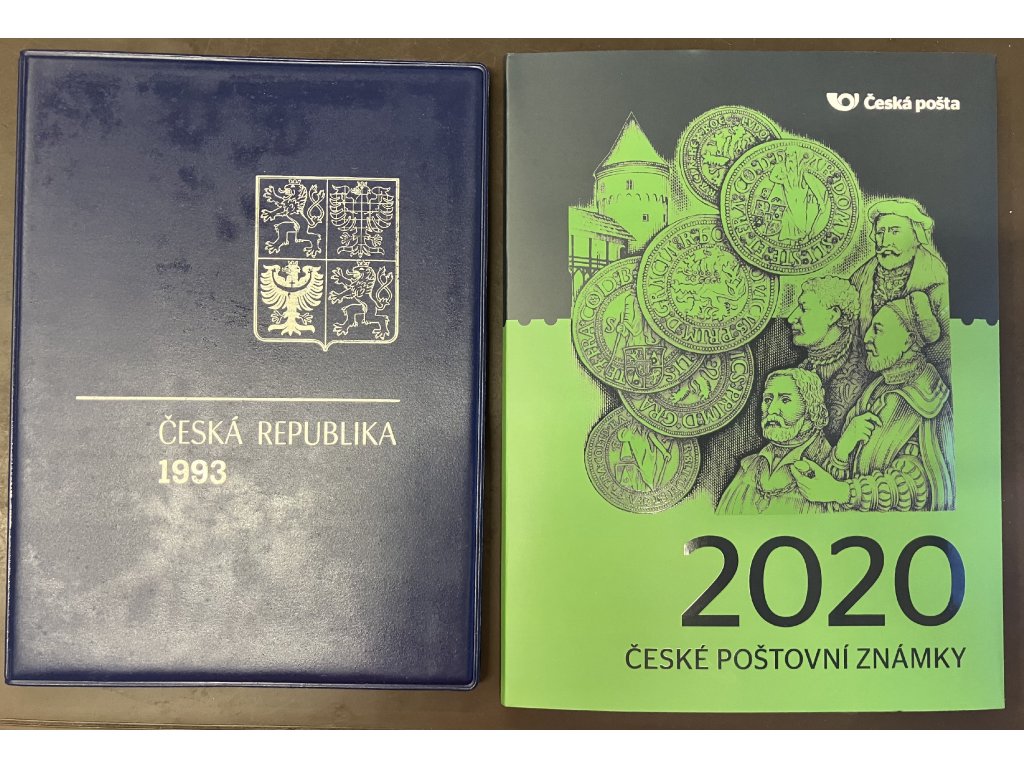 ČESKÁ REPUBLIKA
1993
Česká pošta
2020
ČESKÉ POŠTOVNÍ ZNÁMKY